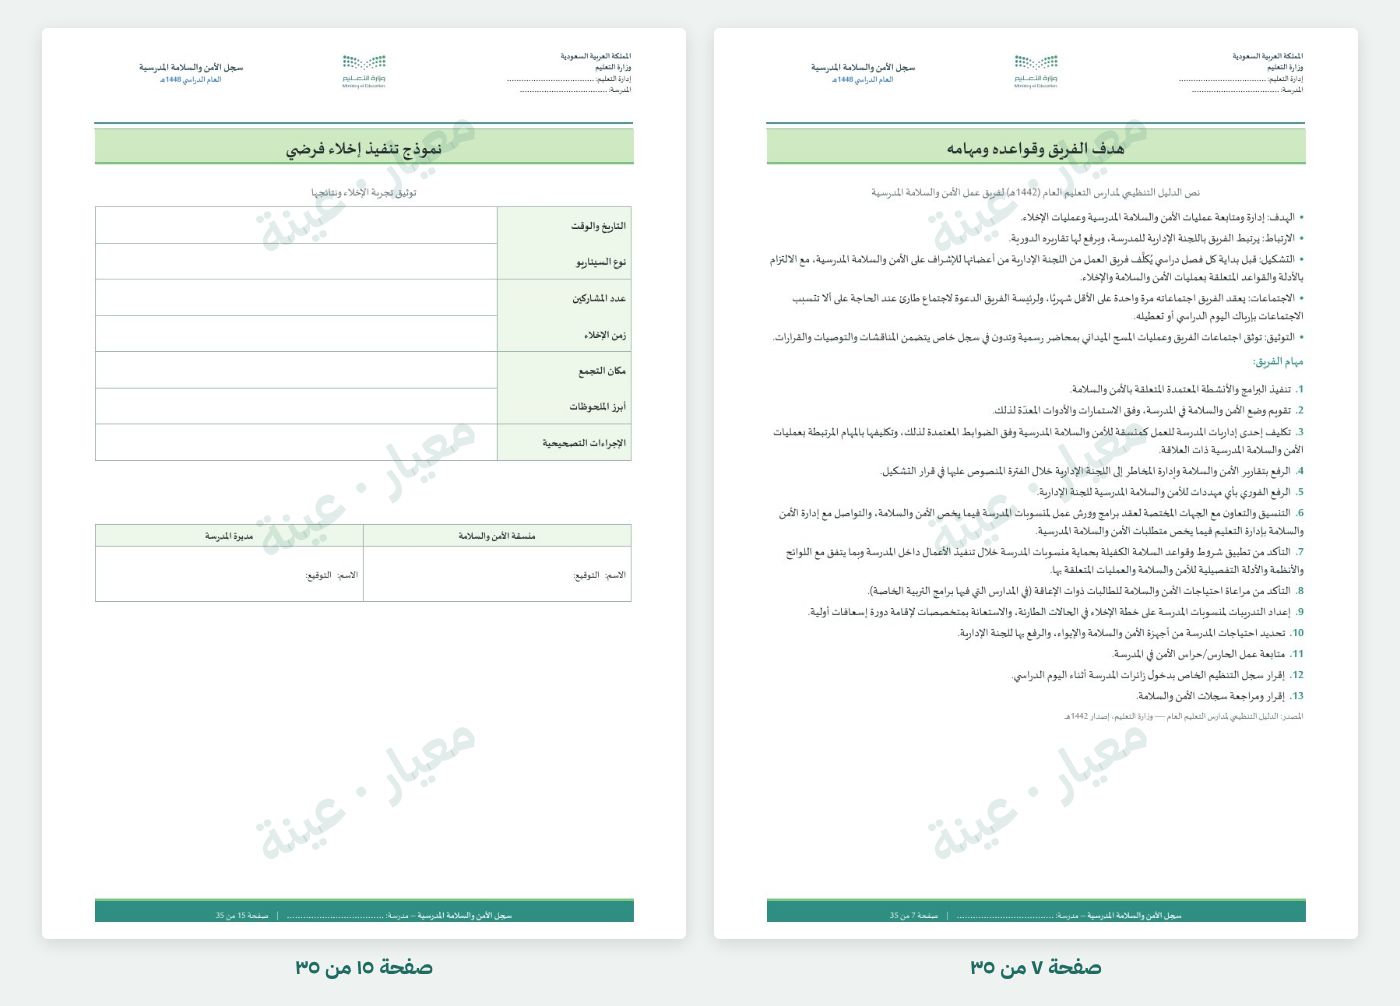 المملكة العربية السعودية
وزارة التعليم
إدارة التعليم: ........................................
المدرسة: ..............................
وزارة التعليم
Ministry of Education
سجل الأمن والسلامة المدرسية
العام الدراسي 1448هـ
هدف الفريق وقواعده ومهامه
نص الدليل التنظيمي لمدارس التعليم العام (1442هـ) لفريق عمل الأمن والسلامة المدرسية
• الهدف: إدارة ومتابعة عمليات الأمن والسلامة المدرسية وعمليات الإخلاء.
• الارتباط: يرتبط الفريق باللجنة الإدارية للمدرسة، ويرفع لها تقاريره الدورية.
• التشكيل: قبل بداية كل فصل دراسي يُكلَّف فريق العمل من اللجنة الإدارية من أعضائها للإشراف على الأمن والسلامة المدرسية، مع الالتزام
بالأدلة والقواعد المتعلقة بعمليات الأمن والسلامة والإخلاء.
• الاجتماعات: يعقد الفريق اجتماعاته مرة واحدة على الأقل شهريًا، ولرئيسة الفريق الدعوة لاجتماع طارئ عند الحاجة على ألا تتسبب
الاجتماعات بإرباك اليوم الدراسي أو تعطيله.
• التوثيق: توثق اجتماعات الفريق وعمليات المسح الميداني بمحاضر رسمية وتدون في سجل خاص يتضمن المناقشات والتوصيات والقرارات.
مهام الفريق:
1. تنفيذ البرامج والأنشطة المعتمدة المتعلقة بالأمن والسلامة.
2. تقويم وضع الأمن والسلامة في المدرسة، وفق الاستمارات والأدوات المعدّة لذلك.
3. تكليف إحدى إداريات المدرسة للعمل كمنسقة للأمن والسلامة المدرسية وفق الضوابط المعتمدة لذلك، وتكليفها بالمهام المرتبطة بعمليات
الأمن والسلامة المدرسية ذات العلاقة.
4. الرفع بتقارير الأمن والسلامة وإدارة المخاطر إلى اللجنة الإدارية خلال الفترة المنصوص عليها في قرار التشكيل.
5. الرفع الفوري بأي مهددات للأمن والسلامة المدرسية للجنة الإدارية.
6. التنسيق والتعاون مع الجهات المختصة لعقد برامج وورش عمل لمنسوبات المدرسة فيما يخص الأمن والسلامة، والتواصل مع إدارة الأمن
والسلامة بإدارة التعليم فيما يخص متطلبات الأمن والسلامة المدرسية.
7. التأكد من تطبيق شروط وقواعد السلامة الكفيلة بحماية منسوبات المدرسة خلال تنفيذ الأعمال داخل المدرسة وبما يتفق مع اللوائح
والأنظمة والأدلة التفصيلية للأمن والسلامة والعمليات المتعلقة بها.
8. التأكد من مراعاة احتياجات الأمن والسلامة للطالبات ذوات الإعاقة (في المدارس التي فيها برامج التربية الخاصة).
9. إعداد التدريبات لمنسوبات المدرسة على خطة الإخلاء في الحالات الطارئة، والاستعانة بمتخصصات لإقامة دورة إسعافات أولية.
10. تحديد احتياجات المدرسة من أجهزة الأمن والسلامة والإيواء، والرفع بها للجنة الإدارية.
11. متابعة عمل الحارس/حراس الأمن في المدرسة.
12. إقرار سجل التنظيم الخاص بدخول زائرات المدرسة أثناء اليوم الدراسي.
13. إقرار ومراجعة سجلات الأمن والسلامة.
المصدر: الدليل التنظيمي لمدارس التعليم العام — وزارة التعليم، إصدار 1442هـ
معيار • عينة
معيار • عينة
معيار • عينة
سجل الأمن والسلامة المدرسية – مدرسة: .................................... | صفحة 7 من 35
صفحة ٧ من ٣٥
المملكة العربية السعودية
وزارة التعليم
إدارة التعليم: ........................................
المدرسة: ..............................
وزارة التعليم
Ministry of Education
سجل الأمن والسلامة المدرسية
العام الدراسي 1448هـ
نموذج تنفيذ إخلاء فرضي
توثيق تجربة الإخلاء ونتائجها
التاريخ والوقت
نوع السيناريو
عدد المشاركين
زمن الإخلاء
مكان التجمع
أبرز الملحوظات
الإجراءات التصحيحية
منسقة الأمن والسلامة
مديرة المدرسة
الاسم: التوقيع:
الاسم: التوقيع:
معيار • عينة
معيار • عينة
معيار • عينة
سجل الأمن والسلامة المدرسية – مدرسة: .................................... | صفحة 15 من 35
صفحة ١٥ من ٣٥